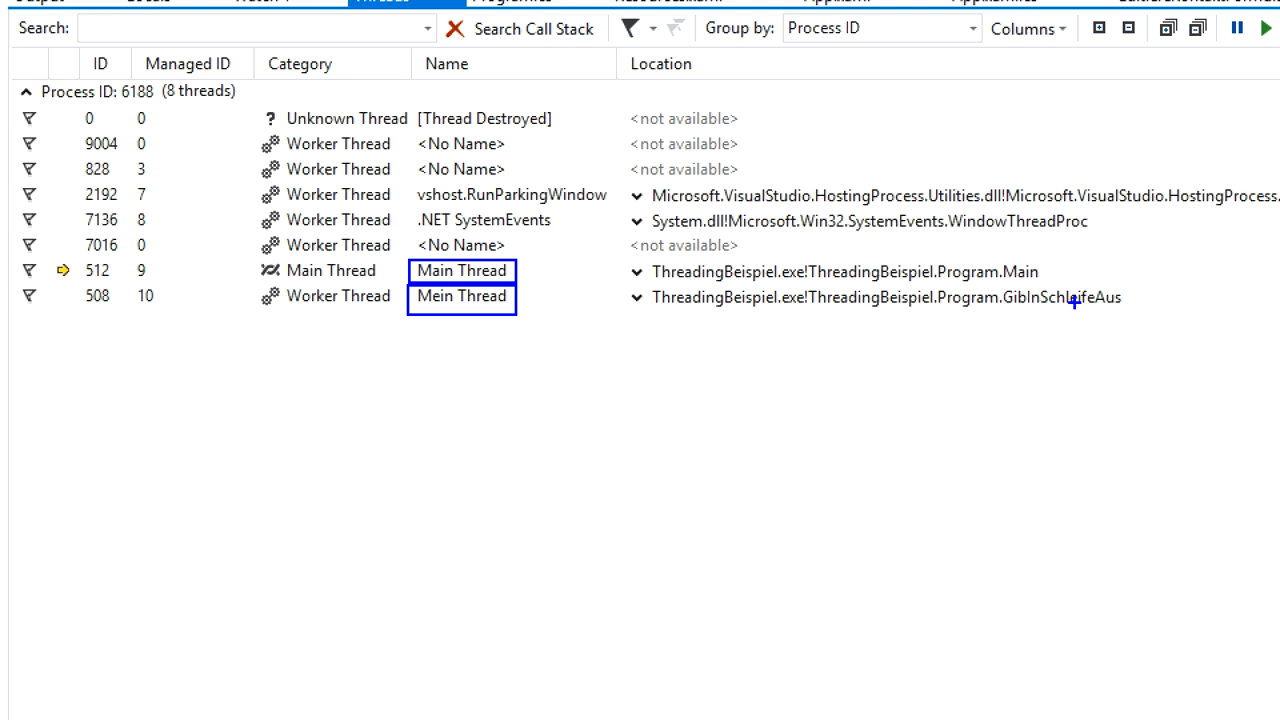 Search: Search Call Stack Group by: Process ID Columns
ID Managed ID Category Name Location
Process ID: 6188 (8 threads)
0 0 ? Unknown Thread [Thread Destroyed] <not available>
9004 0 Worker Thread <No Name> <not available>
828 3 Worker Thread <No Name> <not available>
2192 7 Worker Thread vshost.RunParkingWindow Microsoft.VisualStudio.HostingProcess.Utilities.dll!Microsoft.VisualStudio.HostingProcess.
7136 8 Worker Thread .NET SystemEvents System.dll!Microsoft.Win32.SystemEvents.WindowThreadProc
7016 0 Worker Thread <No Name> <not available>
512 9 Main Thread Main Thread ThreadingBeispiel.exe!ThreadingBeispiel.Program.Main
508 10 Worker Thread Mein Thread ThreadingBeispiel.exe!ThreadingBeispiel.Program.GibInSchleifeAus